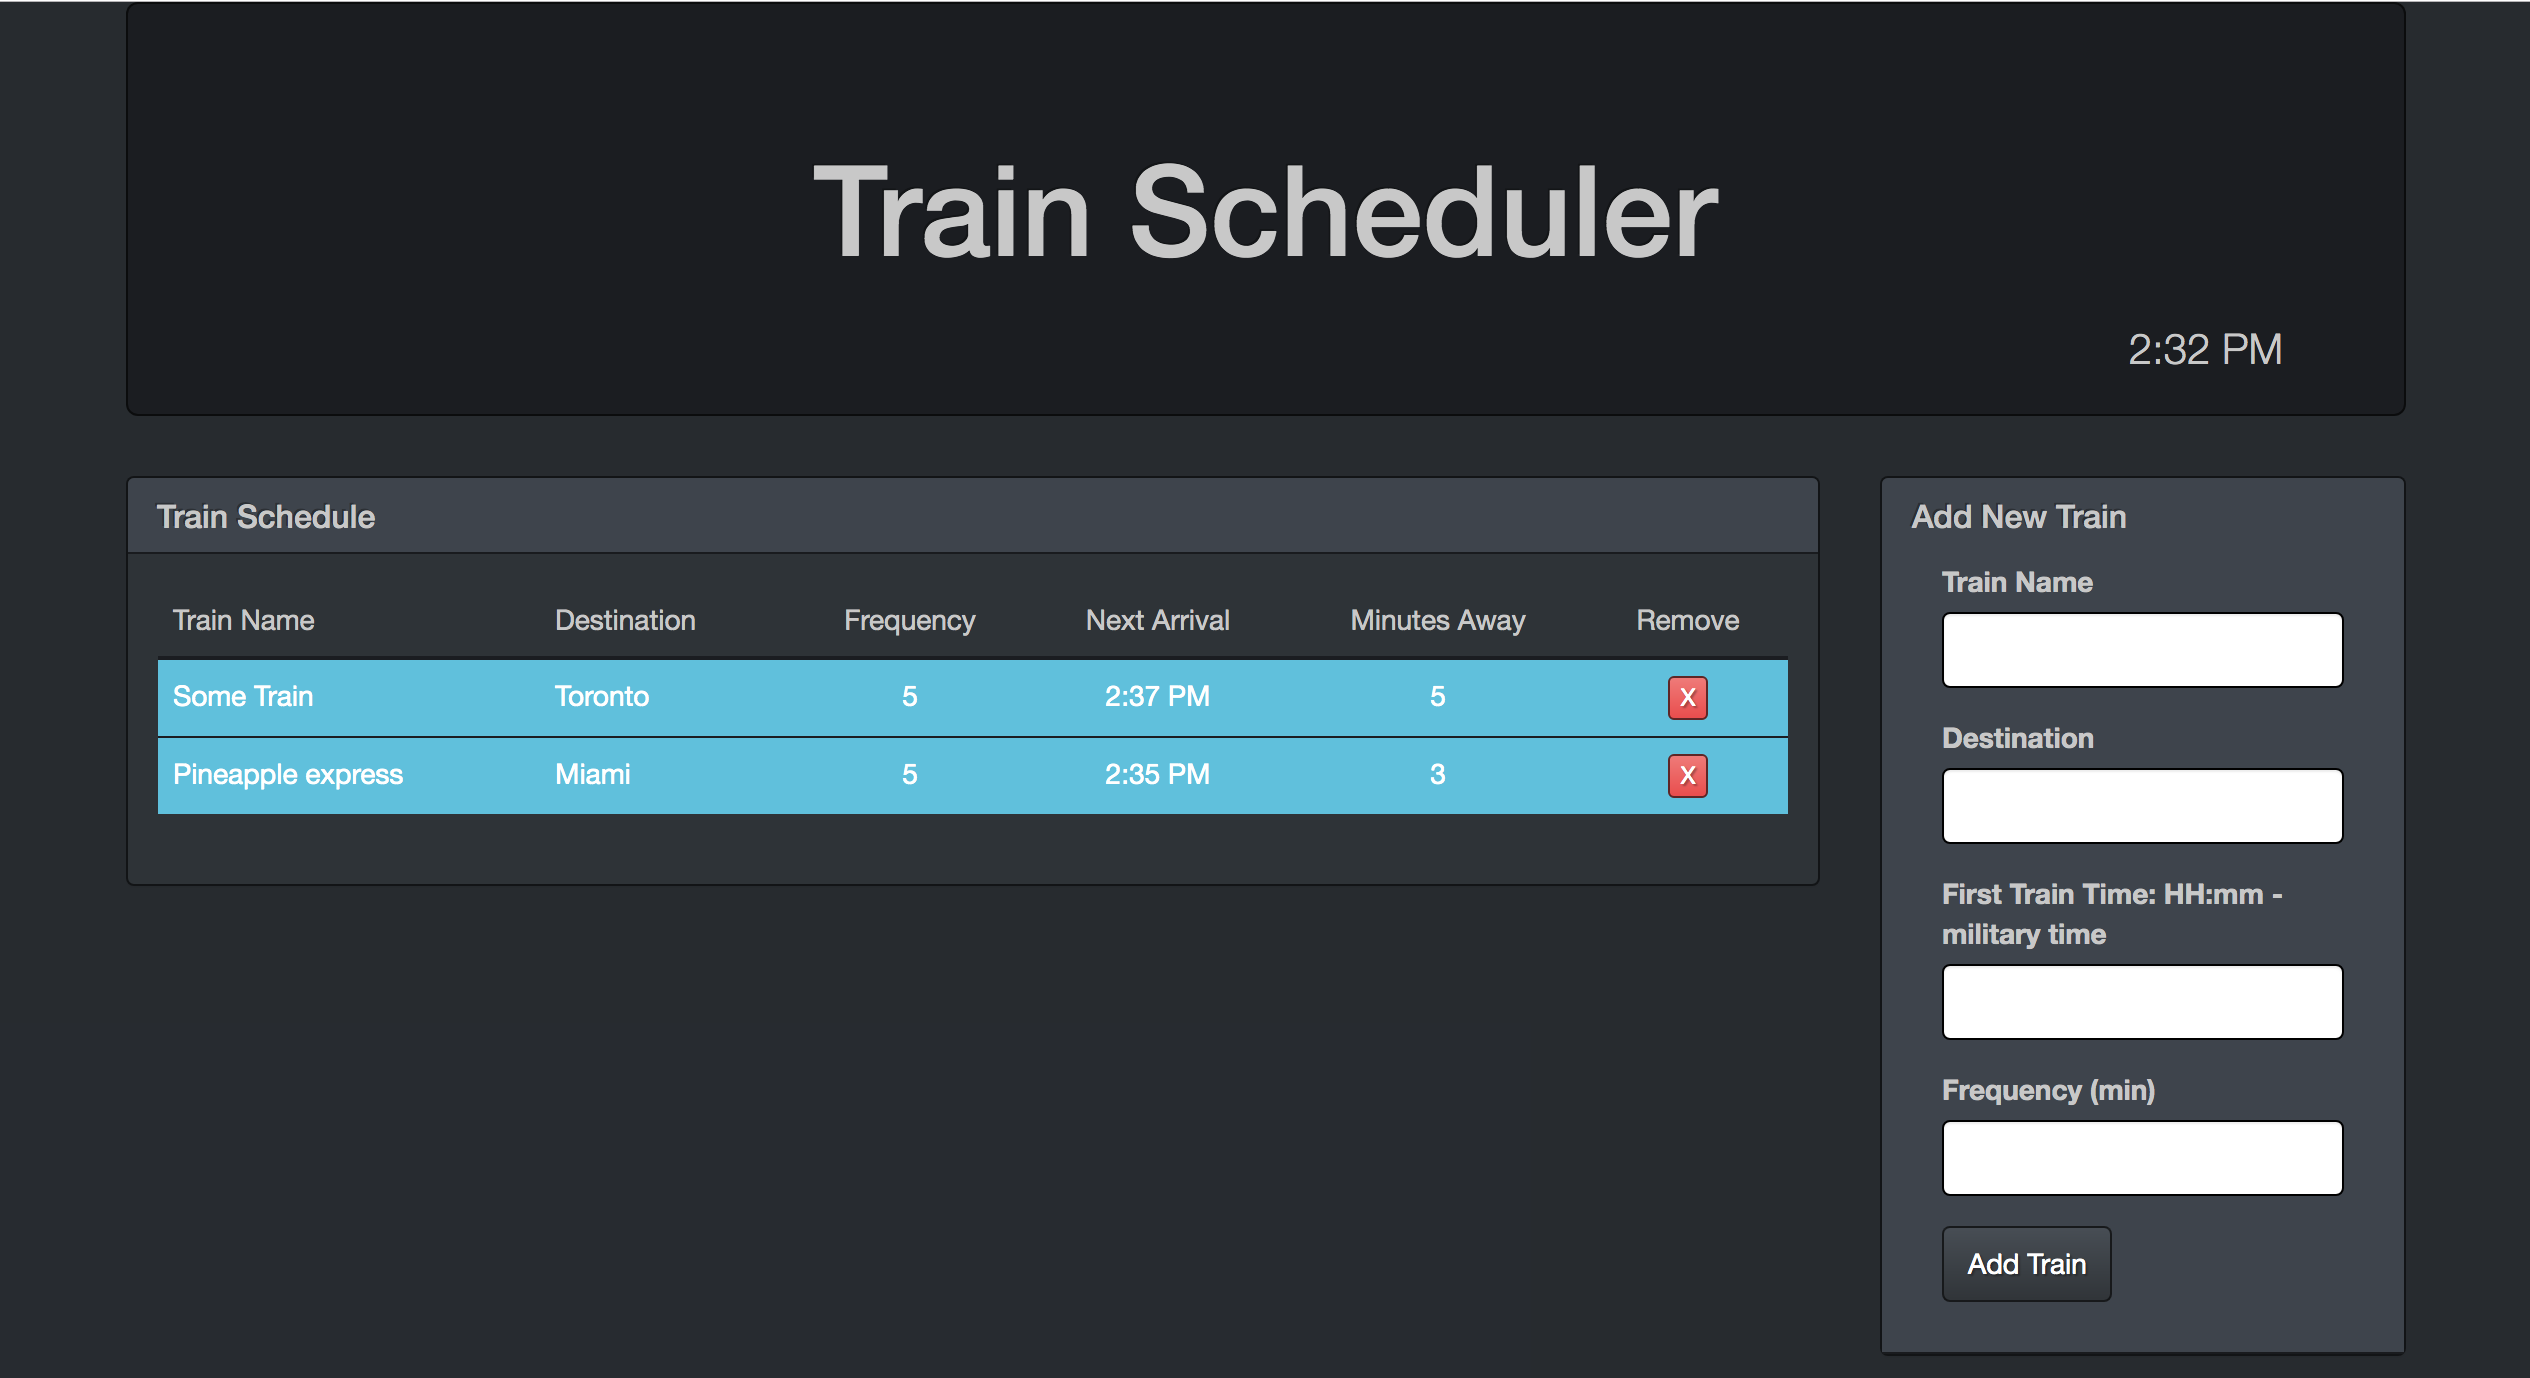 Train Scheduler
2:32 PM
Train Schedule
Train Name Destination Frequency Next Arrival Minutes Away Remove
Some Train Toronto 5 2:37 PM 5 X
Pineapple express Miami 5 2:35 PM 3 X
Add New Train
Train Name
Destination
First Train Time: HH:mm -
military time
Frequency (min)
Add Train